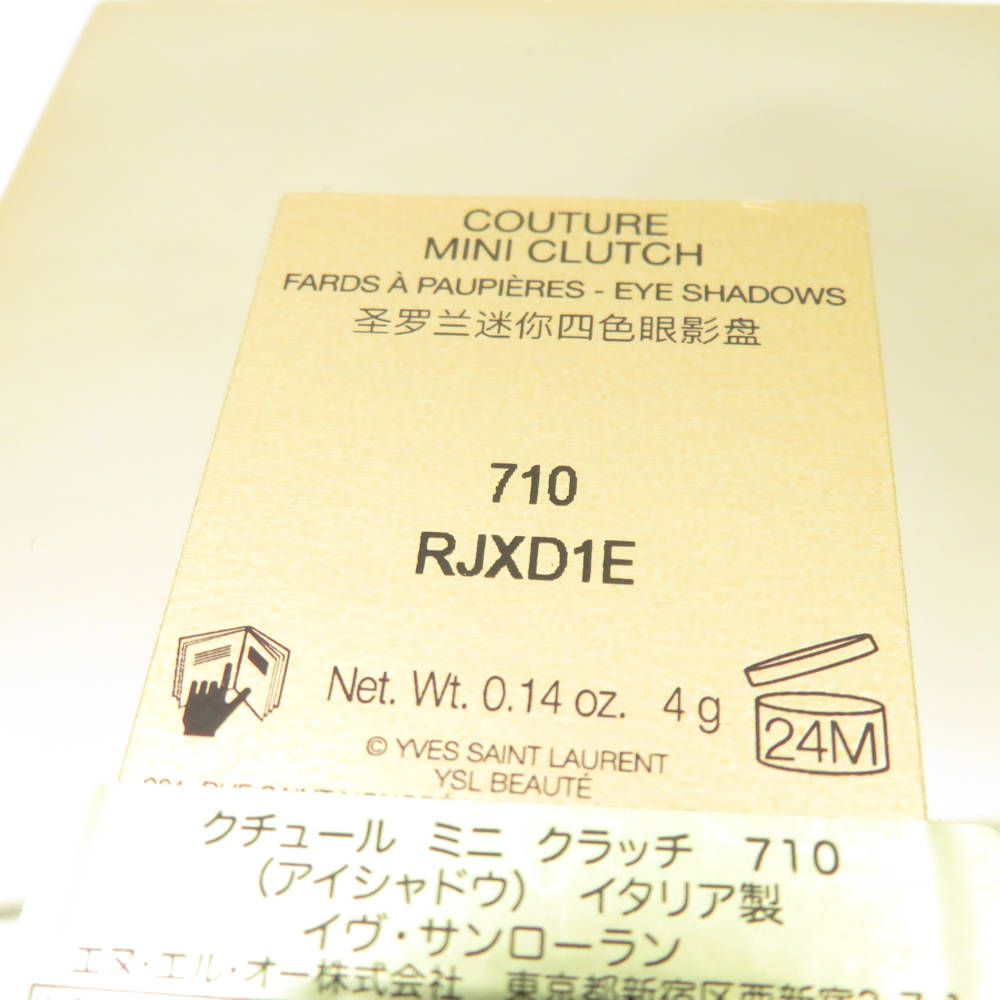 COUTURE
MINI CLUTCH
FARDS À PAUPIÈRES - EYE SHADOWS
圣罗兰迷你四色眼影盘
710
RJXD1E
Net. Wt. 0.14 oz. 4 g
24M
© YVES SAINT LAURENT
YSL BEAUTÉ
クチュール ミニ クラッチ 710
(アイシャドウ) イタリア製
イヴ・サンローラン
エヌ・エル・オー株式会社 東京都新宿区西新宿